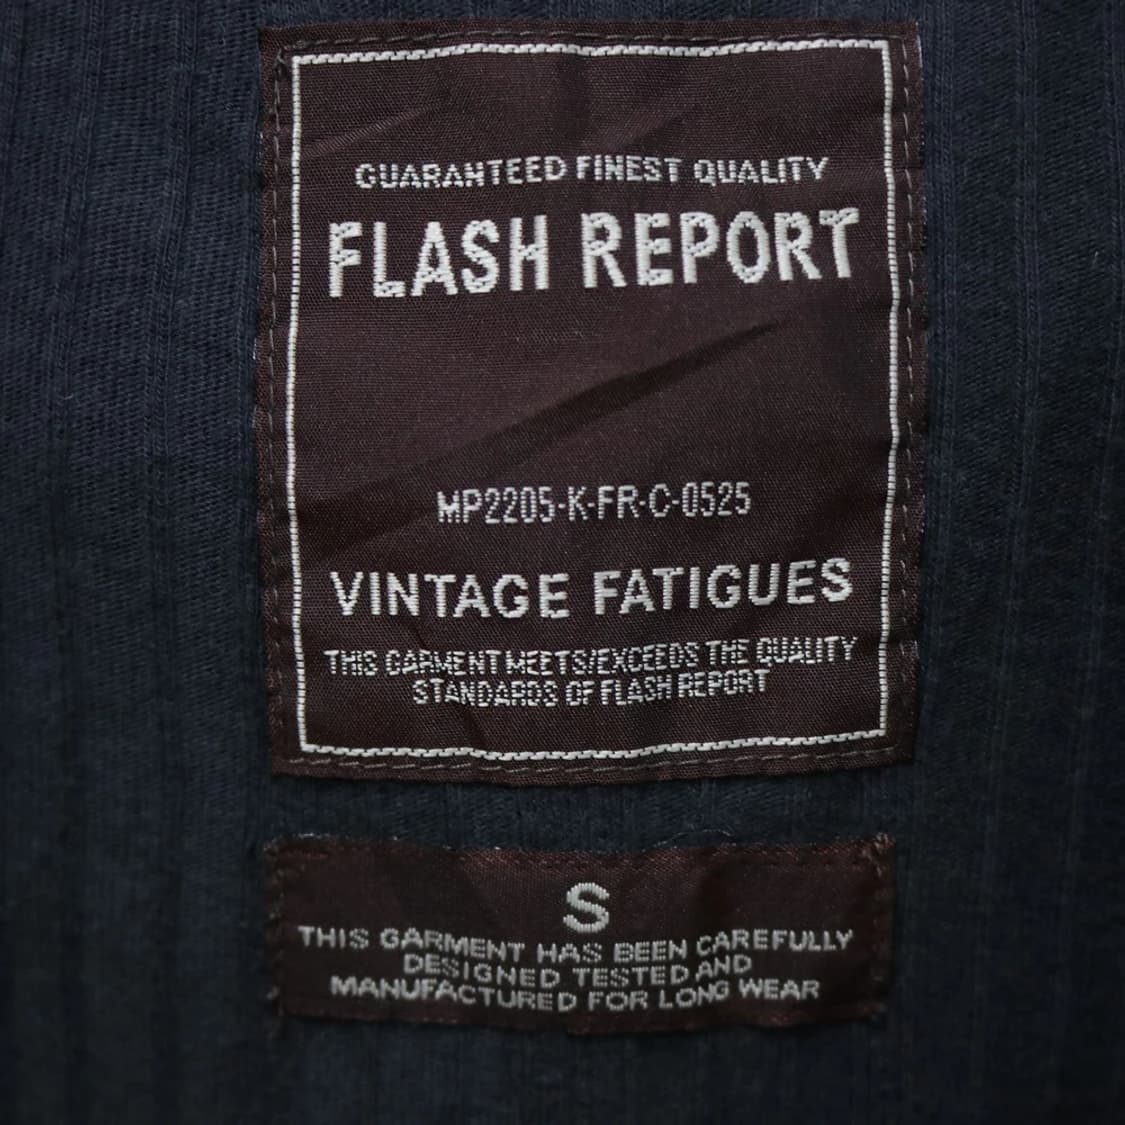 GUARANTEED FINEST QUALITY
FLASH REPORT
MP2205-K-FR-C-0525
VINTAGE FATIGUES
THIS GARMENT MEETS/EXCEEDS THE QUALITY
STANDARDS OF FLASH REPORT
S
THIS GARMENT HAS BEEN CAREFULLY
DESIGNED TESTED AND
MANUFACTURED FOR LONG WEAR